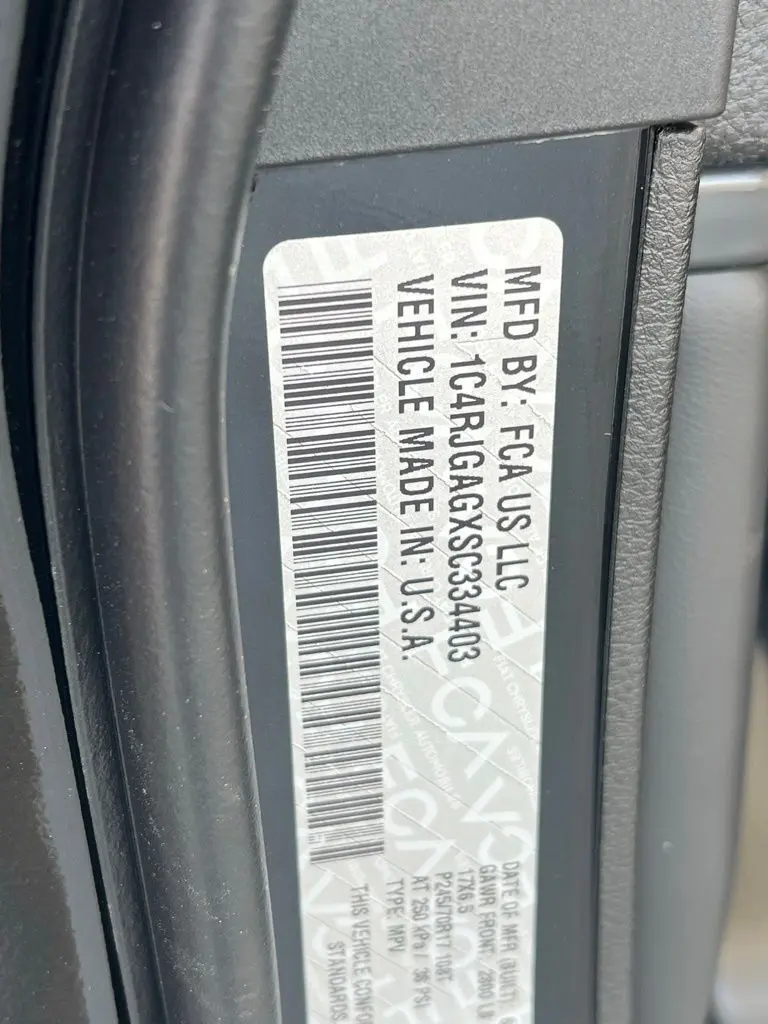 MFD BY: FCA US LLC
VIN: 1C4RJGAGXSC334403
VEHICLE MADE IN: U.S.A.
DATE OF MFR (BUILT):
GAWR FRONT: 2800 LB
17X6.5
P245/70R17 108T
AT 250 kPa / 36 PSI
TYPE: MPV
THIS VEHICLE CONFO
STANDARDS